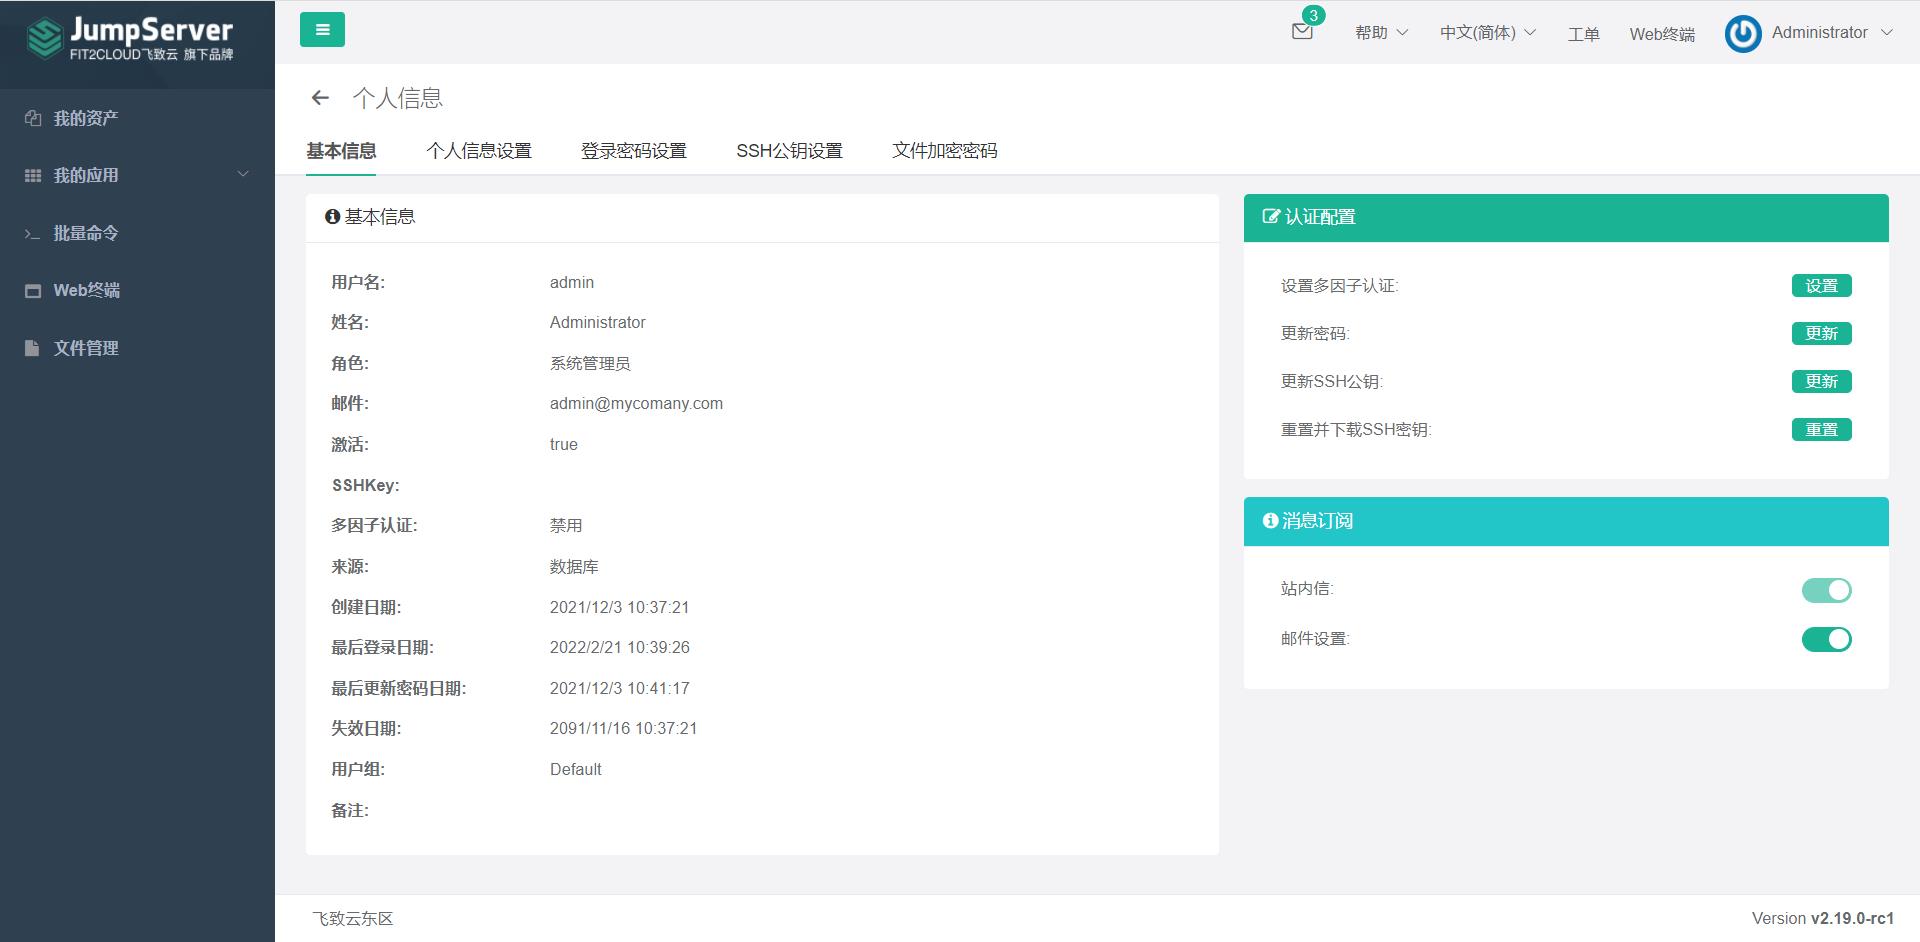 JumpServer
FIT2CLOUD飞致云 旗下品牌
我的资产
我的应用
批量命令
Web终端
文件管理
3
帮助
中文(简体)
工单
Web终端
Administrator
个人信息
基本信息
个人信息设置
登录密码设置
SSH公钥设置
文件加密密码
基本信息
用户名: admin
姓名: Administrator
角色: 系统管理员
邮件: admin@mycomany.com
激活: true
SSHKey:
多因子认证: 禁用
来源: 数据库
创建日期: 2021/12/3 10:37:21
最后登录日期: 2022/2/21 10:39:26
最后更新密码日期: 2021/12/3 10:41:17
失效日期: 2091/11/16 10:37:21
用户组: Default
备注:
认证配置
设置多因子认证: 设置
更新密码: 更新
更新SSH公钥: 更新
重置并下载SSH密钥: 重置
消息订阅
站内信:
邮件设置:
飞致云东区
Version v2.19.0-rc1